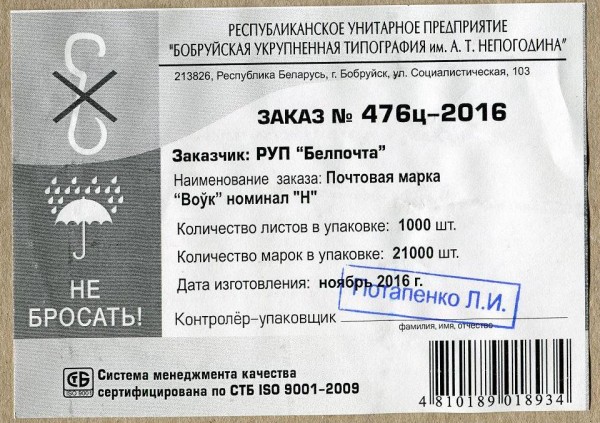 РЕСПУБЛИКАНСКОЕ УНИТАРНОЕ ПРЕДПРИЯТИЕ
"БОБРУЙСКАЯ УКРУПНЕННАЯ ТИПОГРАФИЯ им. А. Т. НЕПОГОДИНА"
213826, Республика Беларусь, г. Бобруйск, ул. Социалистическая, 103
ЗАКАЗ № 476ц-2016
Заказчик: РУП "Белпочта"
Наименование заказа: Почтовая марка
"Воўк" номинал "Н"
Количество листов в упаковке: 1000 шт.
Количество марок в упаковке: 21000 шт.
Дата изготовления: ноябрь 2016 г.
Потапенко Л.И.
Контролёр-упаковщик
фамилия, имя, отчество
НЕ
БРОСАТЬ!
СТБ
ISO 9001
Система менеджмента качества
сертифицирована по СТБ ISO 9001-2009
4 810189 018934